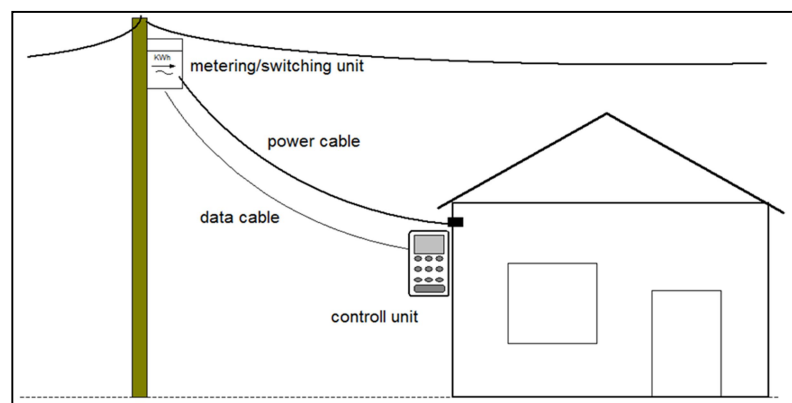 KWh
metering/switching unit
power cable
data cable
controll unit